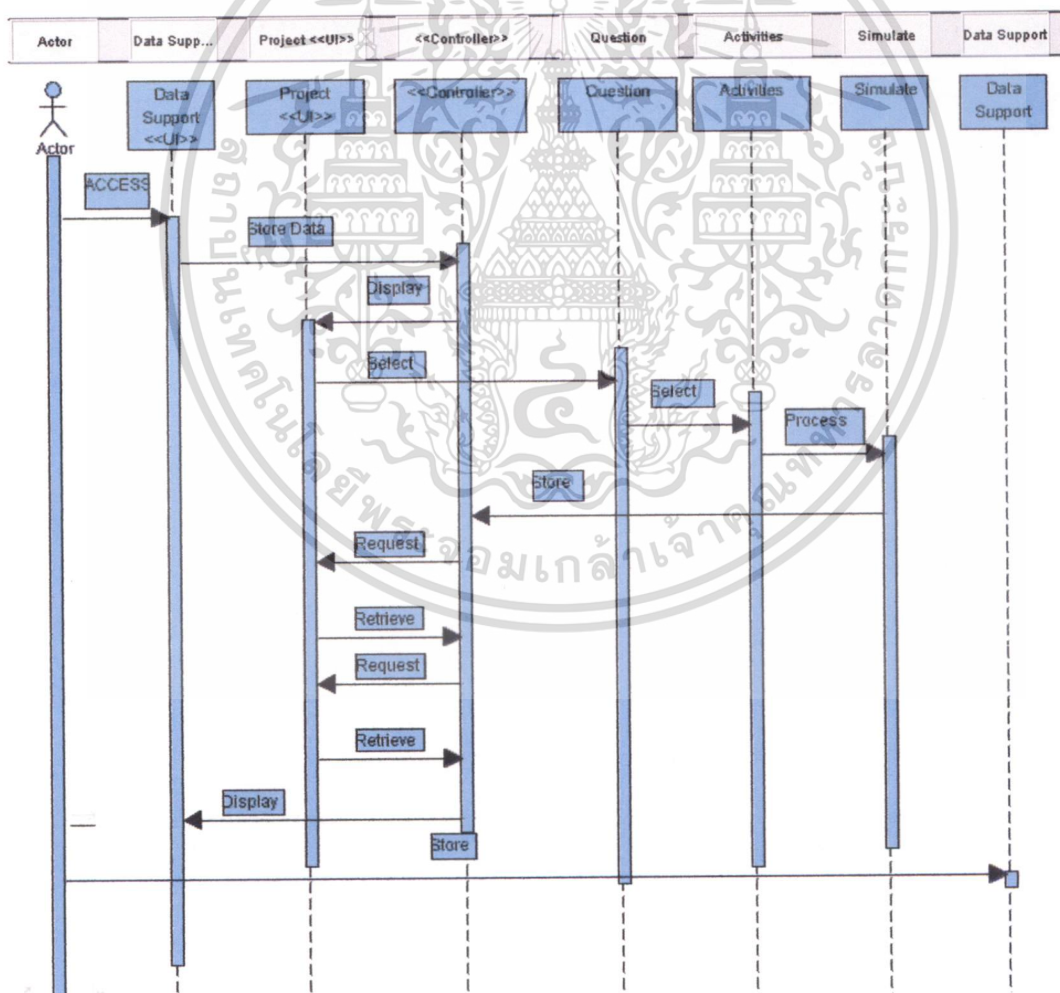 Actor
Data Supp...
Project <<UI>>
<<Controller>>
Question
Activities
Simulate
Data Support
Actor
Data
Support
<<UI>>
Project
<<UI>>
<<Controller>>
Question
Activities
Simulate
Data
Support
ACCESS
Store Data
Display
Select
Select
Process
Store
Request
Retrieve
Request
Retrieve
Display
Store